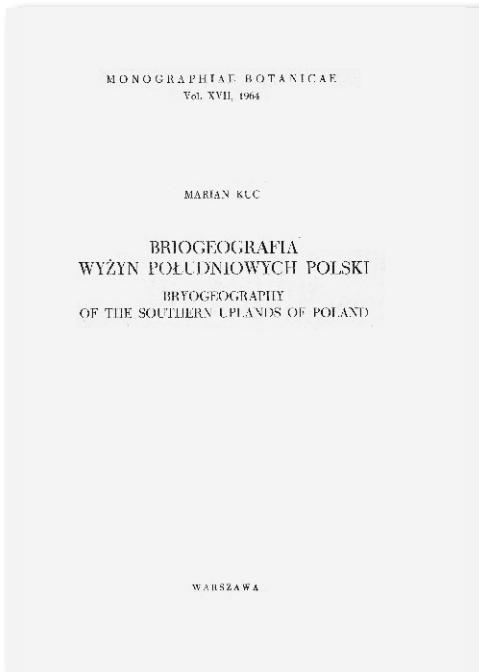 MONOGRAPHIAE BOTANICAE
Vol. XVII, 1964
MARIAN KUC
BRIOGEOGRAFIA
WYŻYN POŁUDNIOWYCH POLSKI
BRYOGEOGRAPHY
OF THE SOUTHERN UPLANDS OF POLAND
WARSZAWA